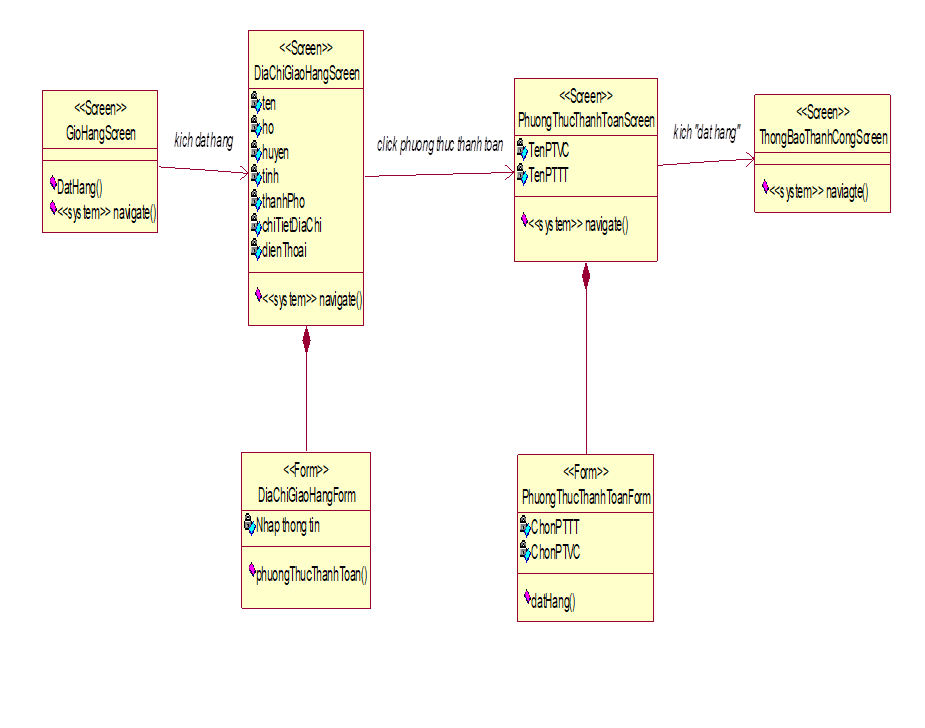 <<Screen>>
GioHangScreen
DatHang()
<<system>> navigate()
kich dat hang
<<Screen>>
DiaChiGiaoHangScreen
ten
ho
huyen
tinh
thanhPho
chiTietDiaChi
dienThoai
<<system>> navigate()
click phuong thuc thanh toan
<<Screen>>
PhuongThucThanhToanScreen
TenPTVC
TenPTTT
<<system>> navigate()
kich "dat hang"
<<Screen>>
ThongBaoThanhCongScreen
<<system>> naviagte()
<<Form>>
DiaChiGiaoHangForm
Nhap thong tin
phuongThucThanhToan()
<<Form>>
PhuongThucThanhToanForm
ChonPTTT
ChonPTVC
datHang()